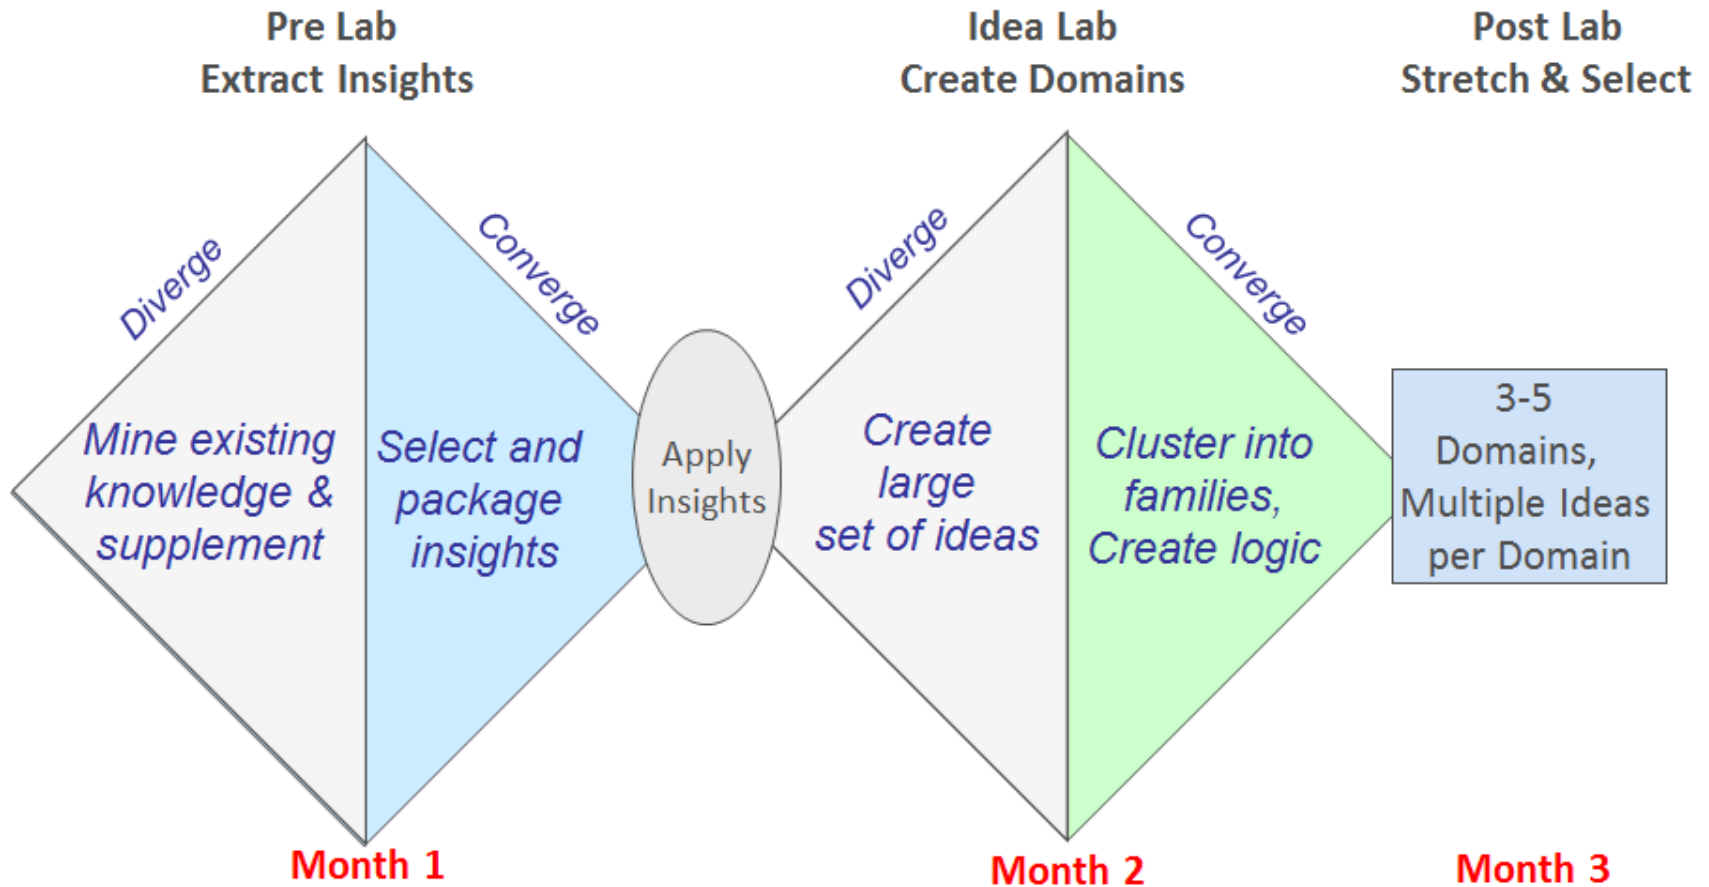 Pre Lab
Extract Insights
Idea Lab
Create Domains
Post Lab
Stretch & Select
Diverge
Converge
Mine existing
knowledge &
supplement
Select and
package
insights
Apply
Insights
Diverge
Converge
Create
large
set of ideas
Cluster into
families,
Create logic
3-5
Domains,
Multiple Ideas
per Domain
Month 1
Month 2
Month 3